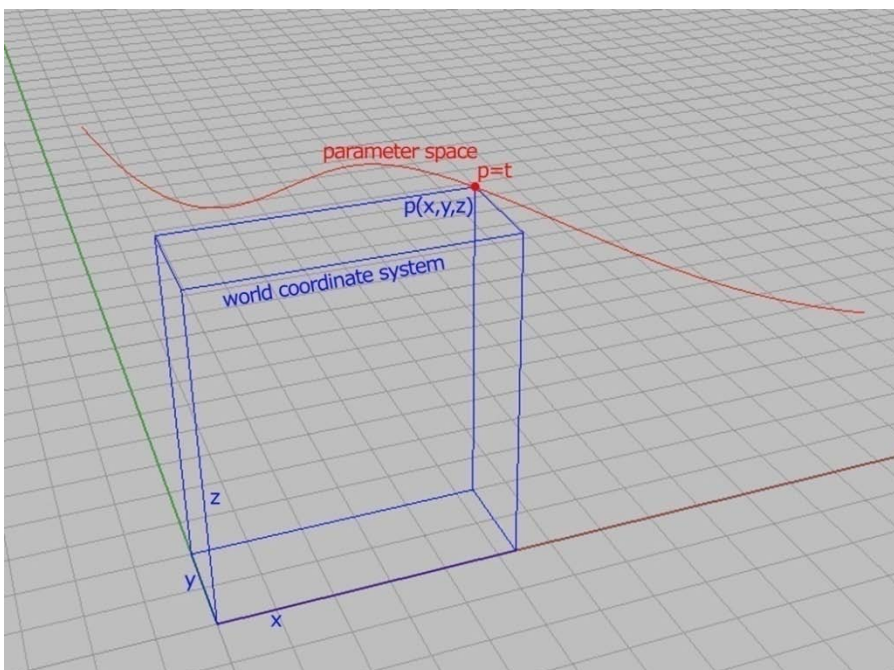 parameter space
p=t
p(x,y,z)
world coordinate system
z
y
x